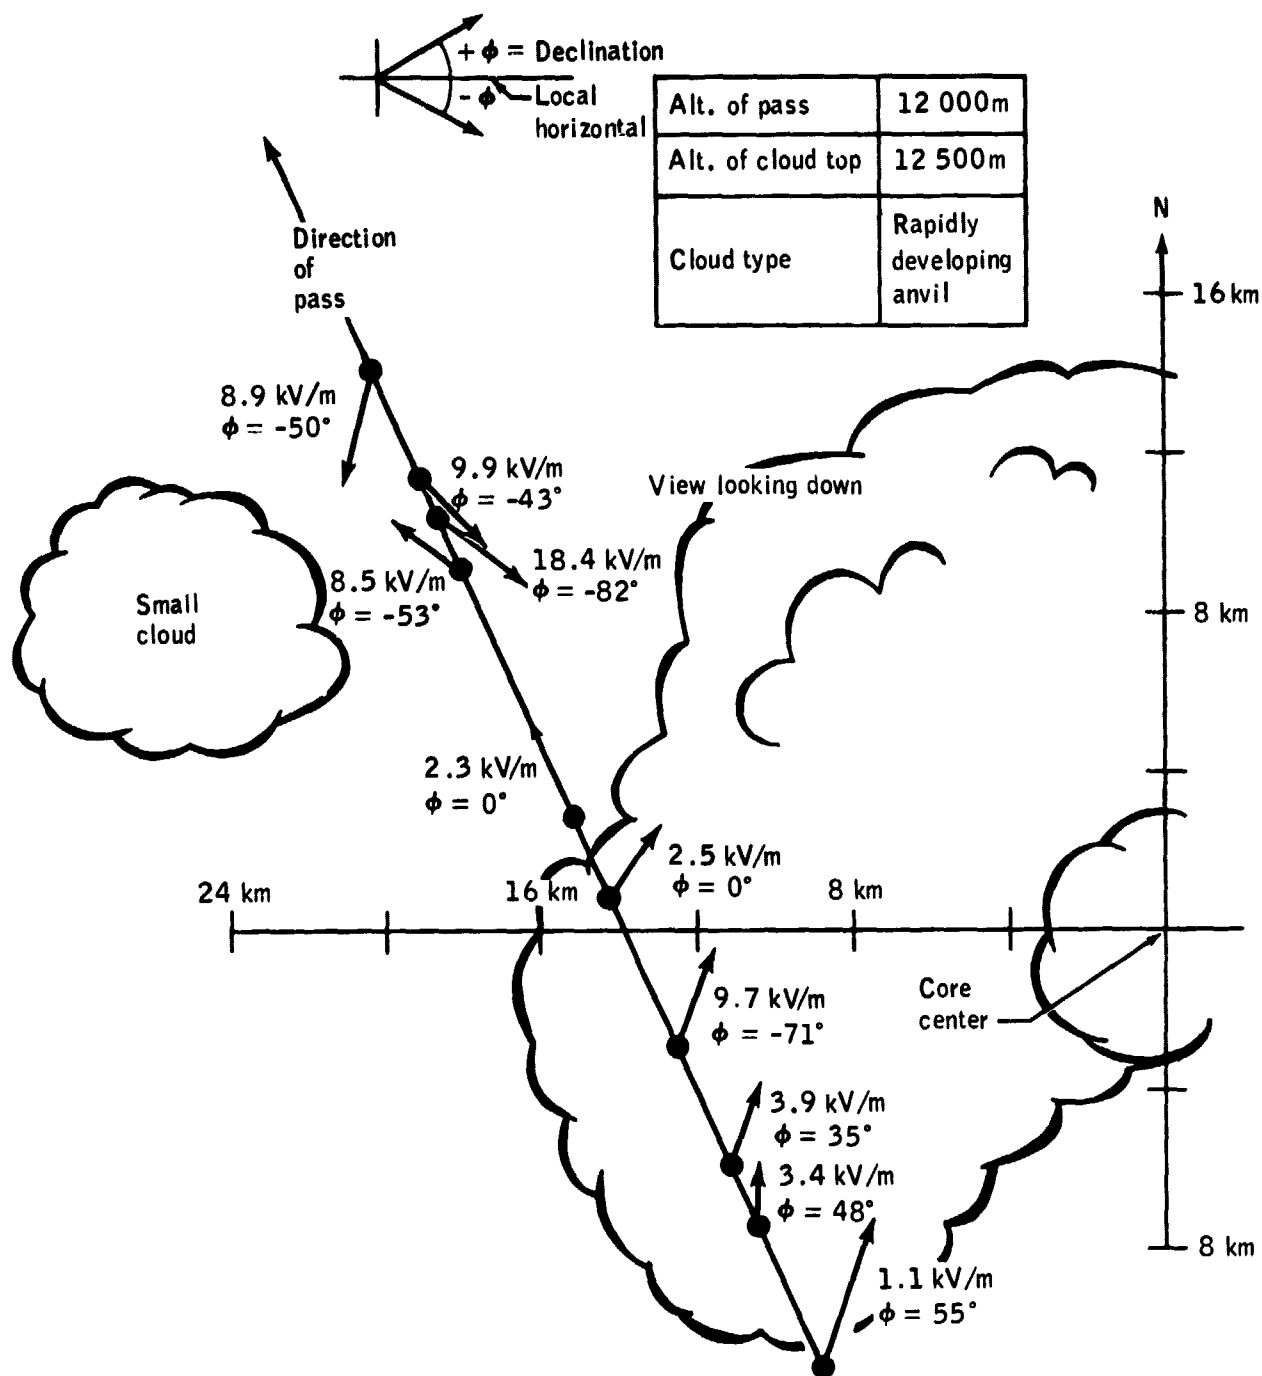 + ϕ = Declination
- ϕ
Local
horizontal
Alt. of pass
12 000m
Alt. of cloud top
12 500m
Cloud type
Rapidly
developing
anvil
Direction
of
pass
N
16 km
8.9 kV/m
ϕ = -50°
9.9 kV/m
ϕ = -43°
View looking down
18.4 kV/m
ϕ = -82°
8.5 kV/m
ϕ = -53°
Small
cloud
8 km
2.3 kV/m
ϕ = 0°
2.5 kV/m
ϕ = 0°
24 km
16 km
8 km
9.7 kV/m
ϕ = -71°
Core
center
3.9 kV/m
ϕ = 35°
3.4 kV/m
ϕ = 48°
8 km
1.1 kV/m
ϕ = 55°